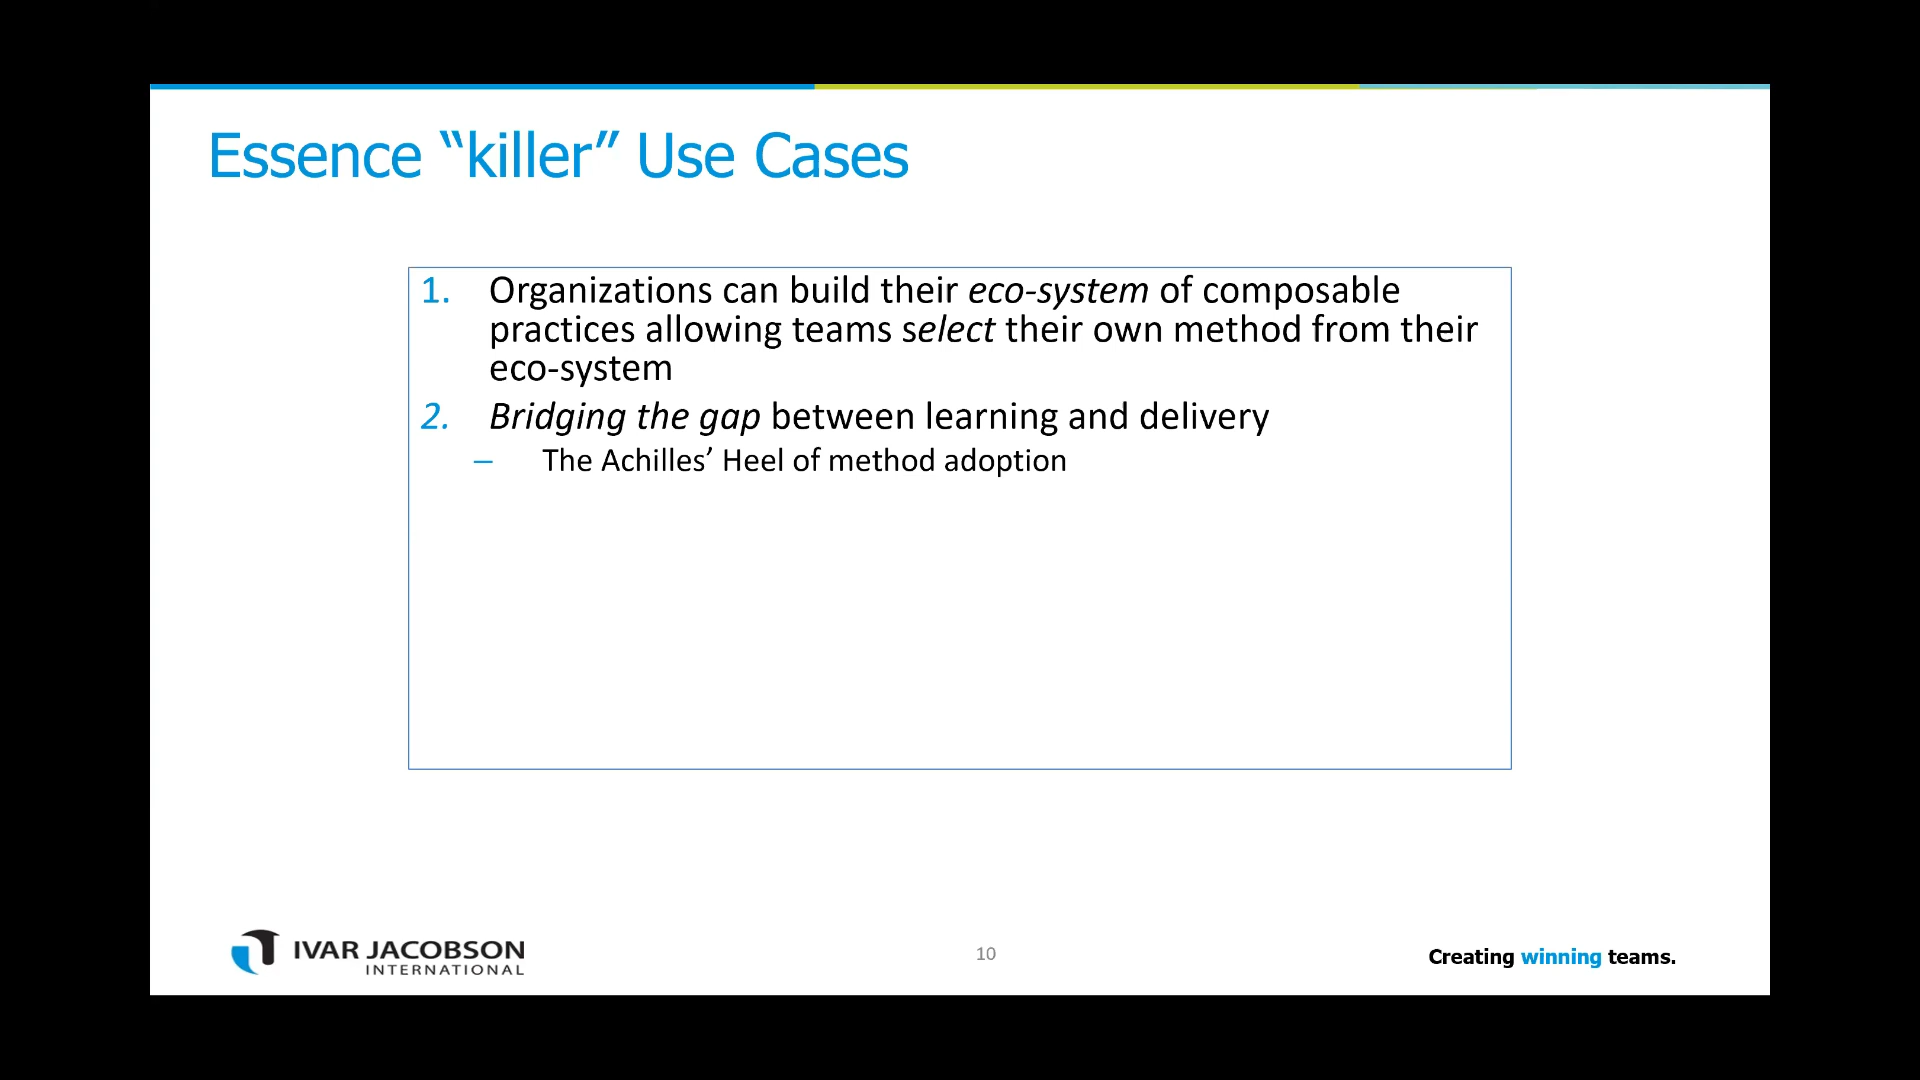 Essence “killer” Use Cases
1. Organizations can build their eco-system of composable
practices allowing teams select their own method from their
eco-system
2. Bridging the gap between learning and delivery
– The Achilles’ Heel of method adoption
IVAR JACOBSON
INTERNATIONAL
10
Creating winning teams.